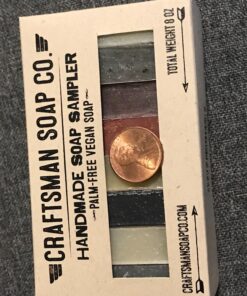 CRAFTSMAN SOAP CO.
HANDMADE SOAP SAMPLER
PALM-FREE VEGAN SOAP
TOTAL WEIGHT 8 OZ
CRAFTSMANSOAPCO.COM